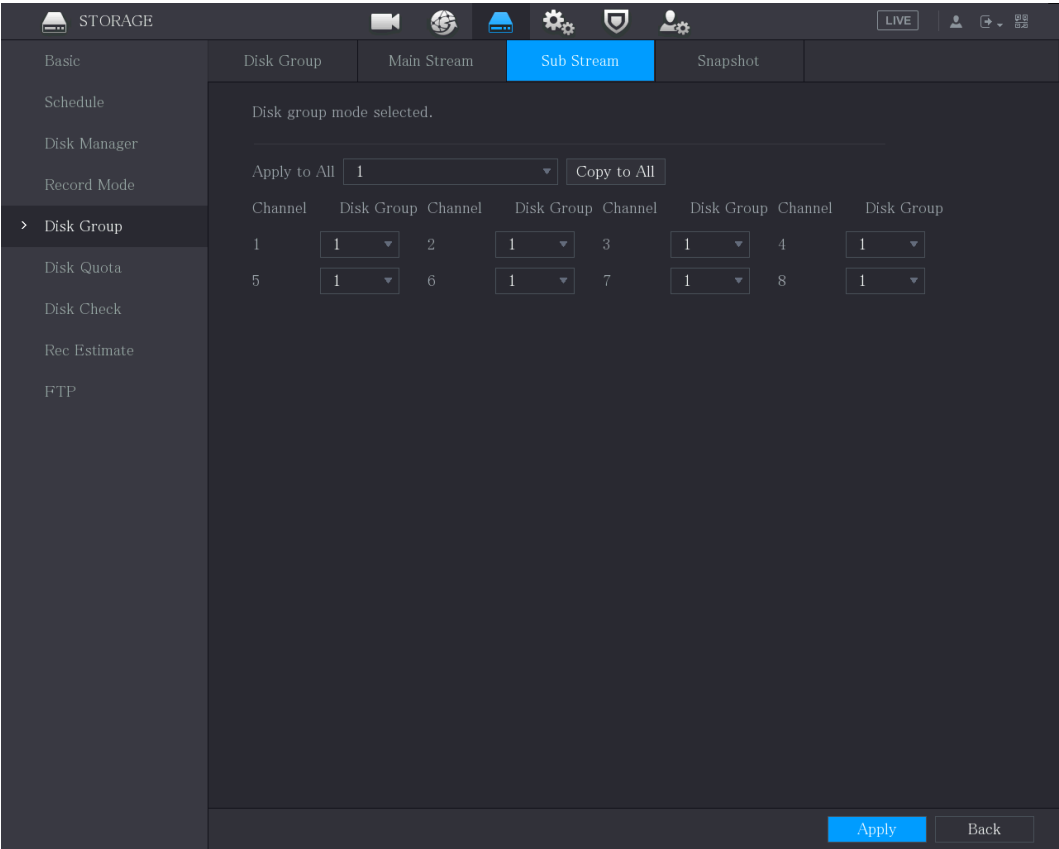 STORAGE LIVE
Basic
Schedule
Disk Manager
Record Mode
Disk Group
Disk Quota
Disk Check
Rec Estimate
FTP
Disk Group Main Stream Sub Stream Snapshot
Disk group mode selected.
Apply to All 1 Copy to All
Channel Disk Group Channel Disk Group Channel Disk Group Channel Disk Group
1 1 2 1 3 1 4 1
5 1 6 1 7 1 8 1
Apply Back